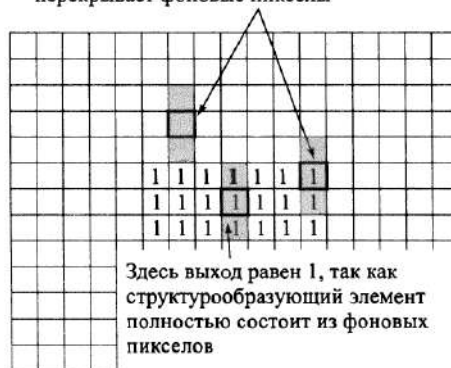 перекрывает фоновые пикселы
1 1 1 1 1 1 1
1 1 1 1 1 1 1
1 1 1 1 1 1 1
Здесь выход равен 1, так как
структурообразующий элемент
полностью состоит из фоновых
пикселов